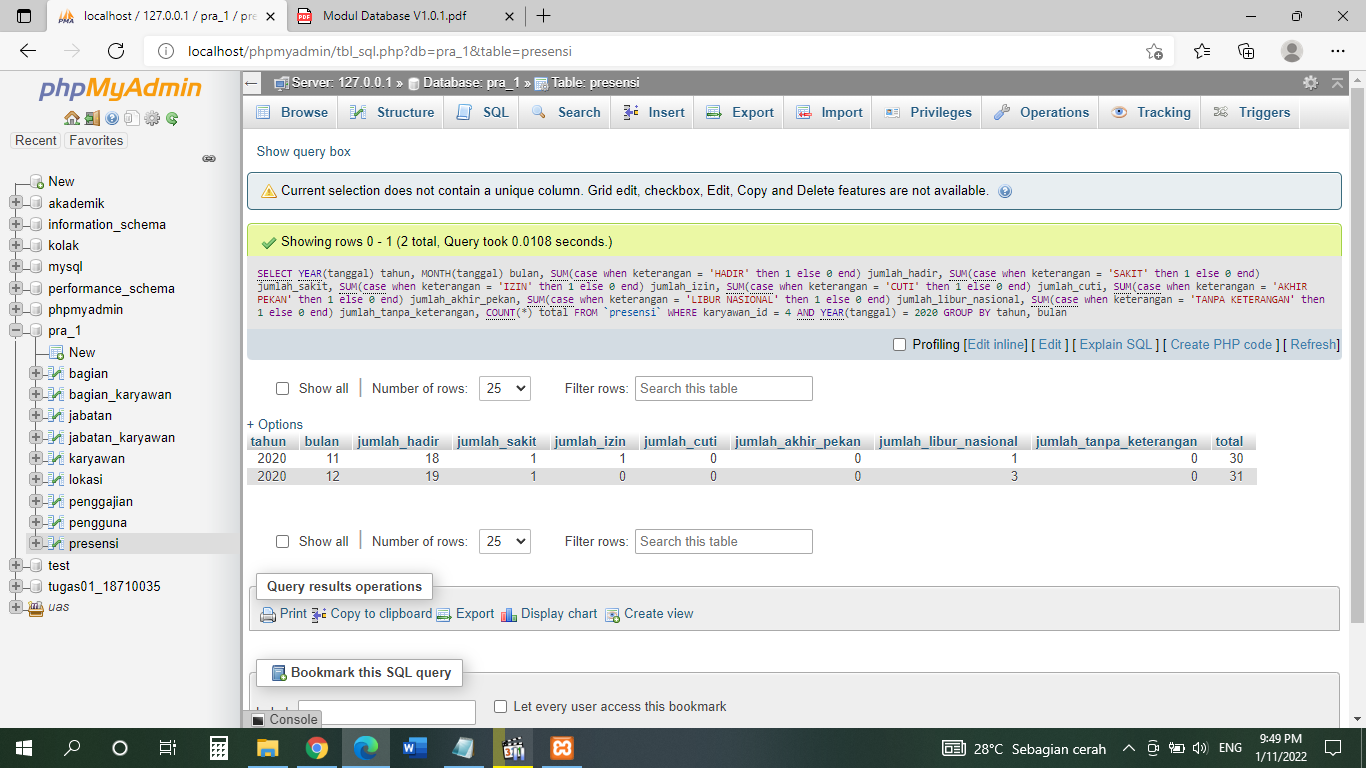 localhost / 127.0.0.1 / pra_1 / pre
Modul Database V1.0.1.pdf
localhost/phpmyadmin/tbl_sql.php?db=pra_1&table=presensi
phpMyAdmin
Recent Favorites
New
akademik
information_schema
kolak
mysql
performance_schema
phpmyadmin
pra_1
New
bagian
bagian_karyawan
jabatan
jabatan_karyawan
karyawan
lokasi
penggajian
pengguna
presensi
test
tugas01_18710035
uas
Server: 127.0.0.1 » Database: pra_1 » Table: presensi
Browse Structure SQL Search Insert Export Import Privileges Operations Tracking Triggers
Show query box
Current selection does not contain a unique column. Grid edit, checkbox, Edit, Copy and Delete features are not available.
Showing rows 0 - 1 (2 total, Query took 0.0108 seconds.)
SELECT YEAR(tanggal) tahun, MONTH(tanggal) bulan, SUM(case when keterangan = 'HADIR' then 1 else 0 end) jumlah_hadir, SUM(case when keterangan = 'SAKIT' then 1 else 0 end)
jumlah_sakit, SUM(case when keterangan = 'IZIN' then 1 else 0 end) jumlah_izin, SUM(case when keterangan = 'CUTI' then 1 else 0 end) jumlah_cuti, SUM(case when keterangan = 'AKHIR
PEKAN' then 1 else 0 end) jumlah_akhir_pekan, SUM(case when keterangan = 'LIBUR NASIONAL' then 1 else 0 end) jumlah_libur_nasional, SUM(case when keterangan = 'TANPA KETERANGAN' then
1 else 0 end) jumlah_tanpa_keterangan, COUNT(*) total FROM `presensi` WHERE karyawan_id = 4 AND YEAR(tanggal) = 2020 GROUP BY tahun, bulan
Profiling [Edit inline] [ Edit ] [ Explain SQL ] [ Create PHP code ] [ Refresh]
Show all Number of rows: 25 Filter rows: Search this table
+ Options
tahun bulan jumlah_hadir jumlah_sakit jumlah_izin jumlah_cuti jumlah_akhir_pekan jumlah_libur_nasional jumlah_tanpa_keterangan total
2020 11 18 1 1 0 0 1 0 30
2020 12 19 1 0 0 0 3 0 31
Show all Number of rows: 25 Filter rows: Search this table
Query results operations
Print Copy to clipboard Export Display chart Create view
Bookmark this SQL query
Let every user access this bookmark
Console
28°C Sebagian cerah ENG
9:49 PM
1/11/2022